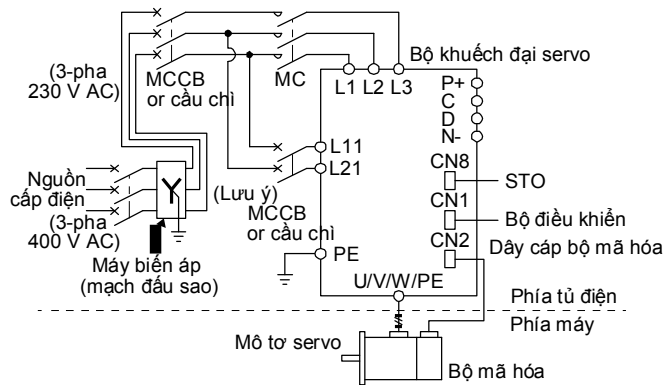 (3-pha
230 V AC)
MCCB
or cầu chì
MC
Bộ khuếch đại servo
L1 L2 L3
P+
C
D
N-
L11
L21
CN8
STO
CN1
Bộ điều khiển
CN2
Dây cáp bộ mã hóa
Nguồn
cấp điện
(3-pha
400 V AC)
(Lưu ý)
MCCB
or cầu chì
Máy biến áp
(mạch đấu sao)
PE
U/V/W/PE
Phía tủ điện
Phía máy
Mô tơ servo
Bộ mã hóa